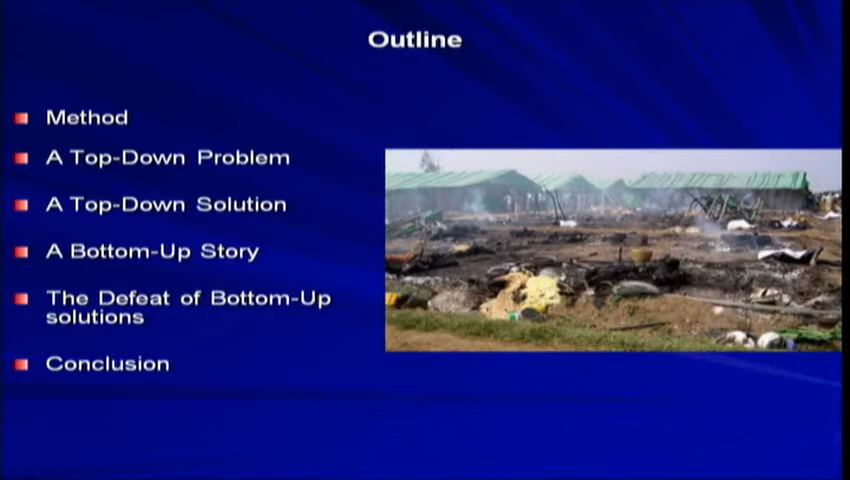 Outline
Method
A Top-Down Problem
A Top-Down Solution
A Bottom-Up Story
The Defeat of Bottom-Up
solutions
Conclusion